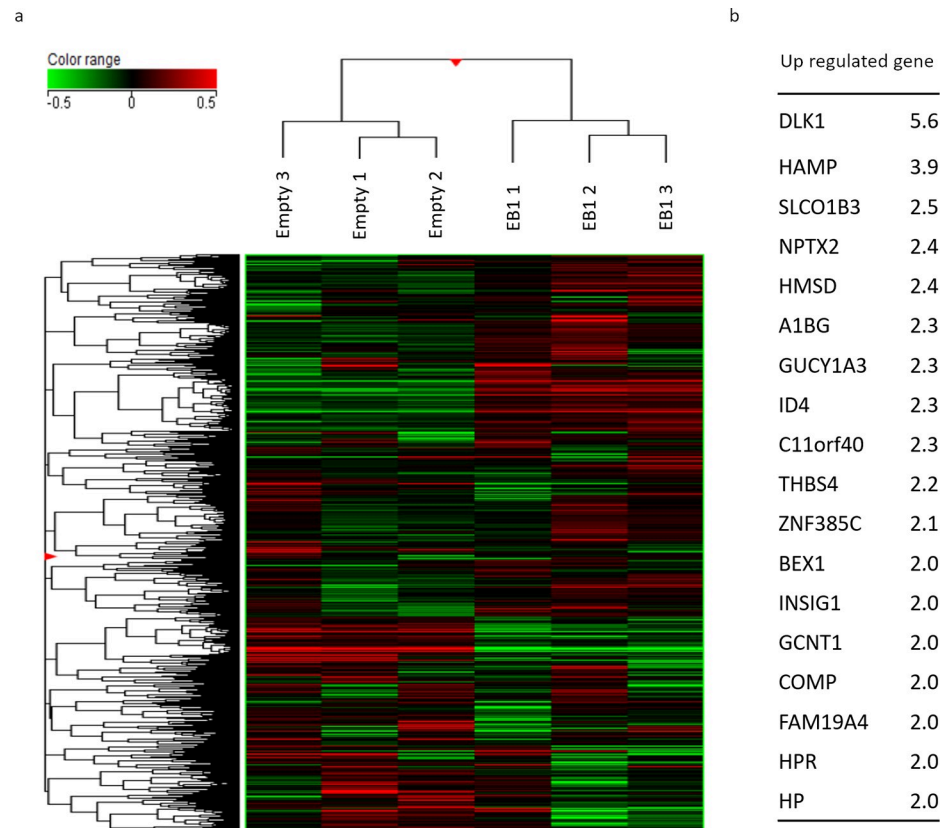 a
b
Color range
-0.5 0 0.5
Empty 3
Empty 1
Empty 2
EB1 1
EB1 2
EB1 3
Up regulated gene
DLK1 5.6
HAMP 3.9
SLCO1B3 2.5
NPTX2 2.4
HMSD 2.4
A1BG 2.3
GUCY1A3 2.3
ID4 2.3
C11orf40 2.3
THBS4 2.2
ZNF385C 2.1
BEX1 2.0
INSIG1 2.0
GCNT1 2.0
COMP 2.0
FAM19A4 2.0
HPR 2.0
HP 2.0